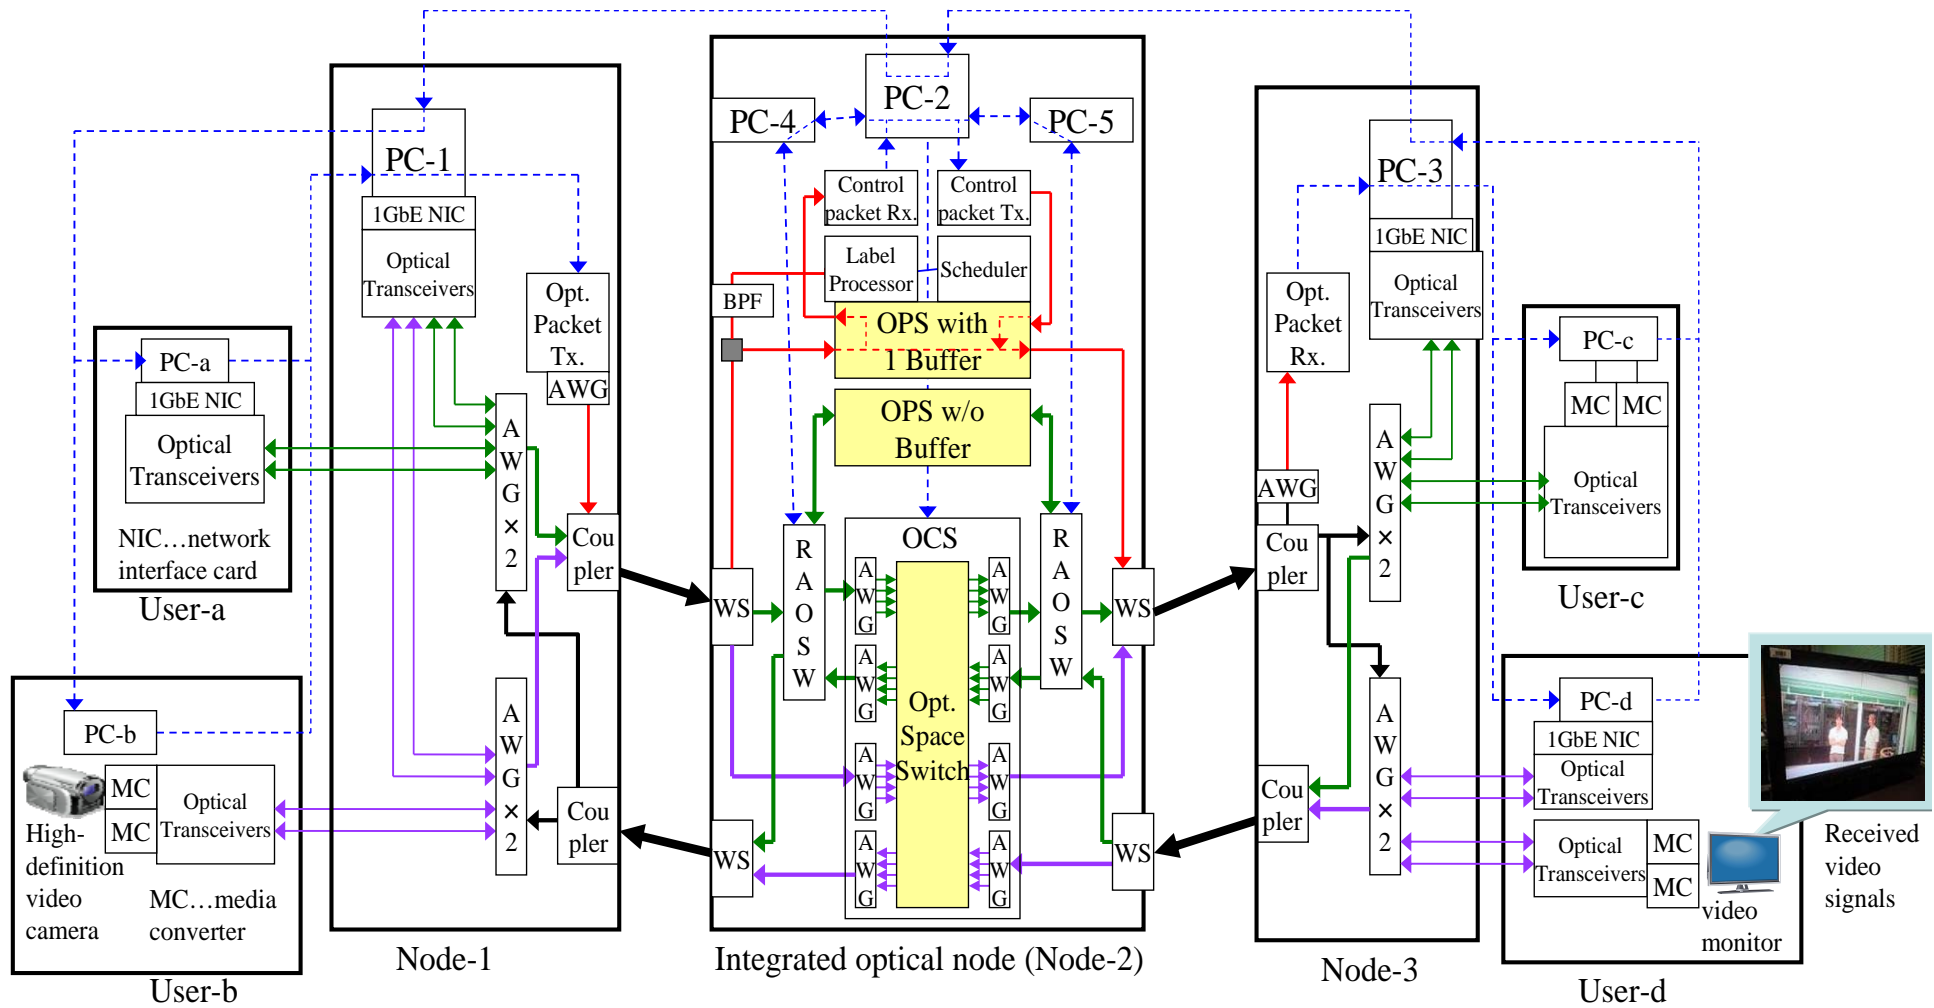 PC-a
1GbE NIC
Optical
Transceivers
NIC…network
interface card
User-a
PC-b
MC
MC
Optical
Transceivers
High-
definition
video
camera
MC…media
converter
User-b
PC-1
1GbE NIC
Optical
Transceivers
Opt.
Packet
Tx.
AWG
A
W
G
×
2
Cou
pler
A
W
G
×
2
Cou
pler
Node-1
PC-2
PC-4
PC-5
Control
packet Rx.
Control
packet Tx.
Label
Processor
Scheduler
BPF
OPS with
1 Buffer
OPS w/o
Buffer
R
A
O
S
W
OCS
R
A
O
S
W
WS
WS
A
W
G
A
W
G
A
W
G
A
W
G
Opt.
Space
Switch
A
W
G
A
W
G
A
W
G
A
W
G
WS
WS
Integrated optical node (Node-2)
PC-3
1GbE NIC
Optical
Transceivers
Opt.
Packet
Rx.
AWG
Cou
pler
A
W
G
×
2
A
W
G
×
2
Cou
pler
Node-3
PC-c
MC
MC
Optical
Transceivers
User-c
PC-d
1GbE NIC
Optical
Transceivers
Optical
Transceivers
MC
MC
video
monitor
Received
video
signals
User-d